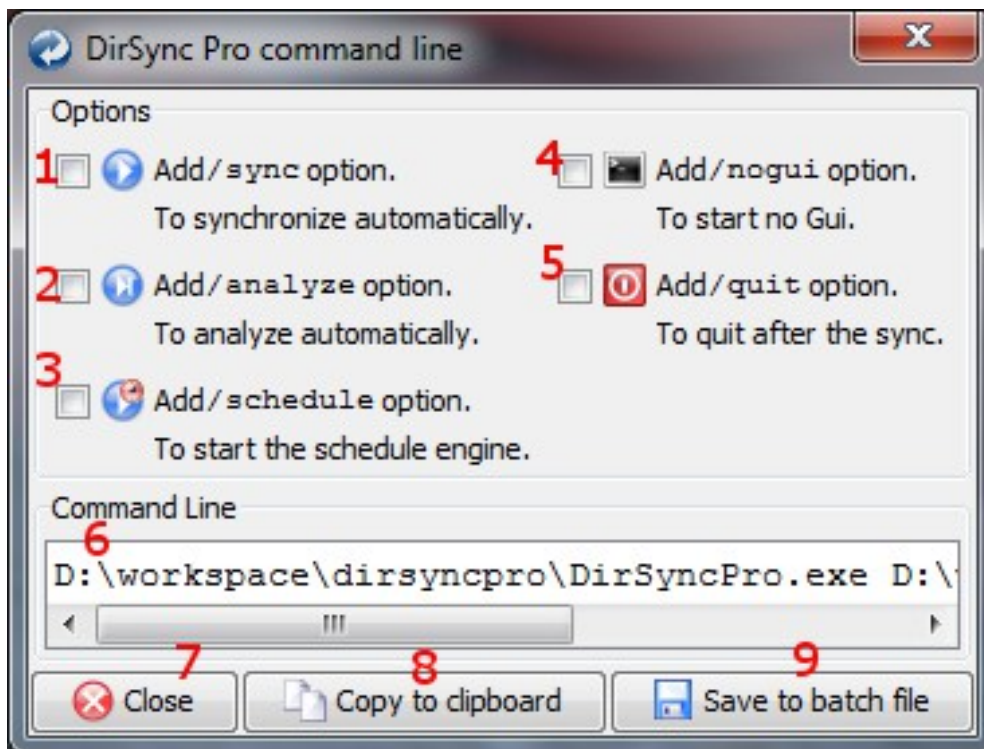 DirSync Pro command line
Options
1 Add/sync option.
To synchronize automatically.
2 Add/analyze option.
To analyze automatically.
3 Add/schedule option.
To start the schedule engine.
4 Add/nogui option.
To start no Gui.
5 Add/quit option.
To quit after the sync.
Command Line
6
D:\workspace\dirsyncpro\DirSyncPro.exe D:\
7 Close
8 Copy to clipboard
9 Save to batch file